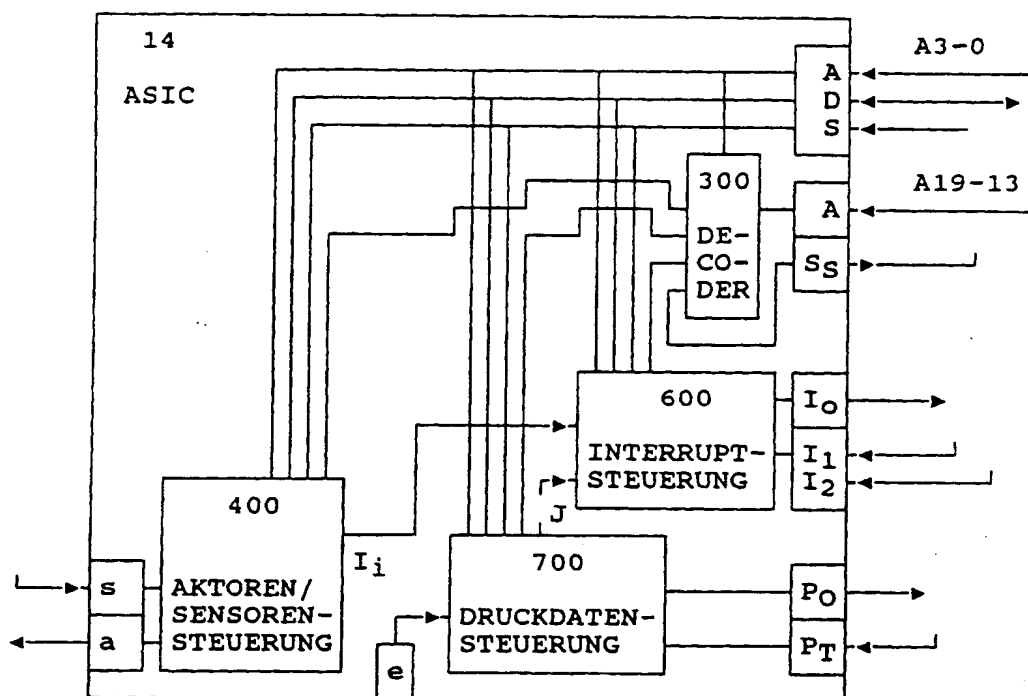 14
A3-0
ASIC
A
D
S
300
A19-13
A
DE-
CO-
DER
SS
600
IO
INTERRUPT-
STEUERUNG
I1
I2
400
J
Ii
700
s
AKTOREN/
SENSOREN-
STEUERUNG
a
DRUCKDATEN-
STEUERUNG
PO
PT
e